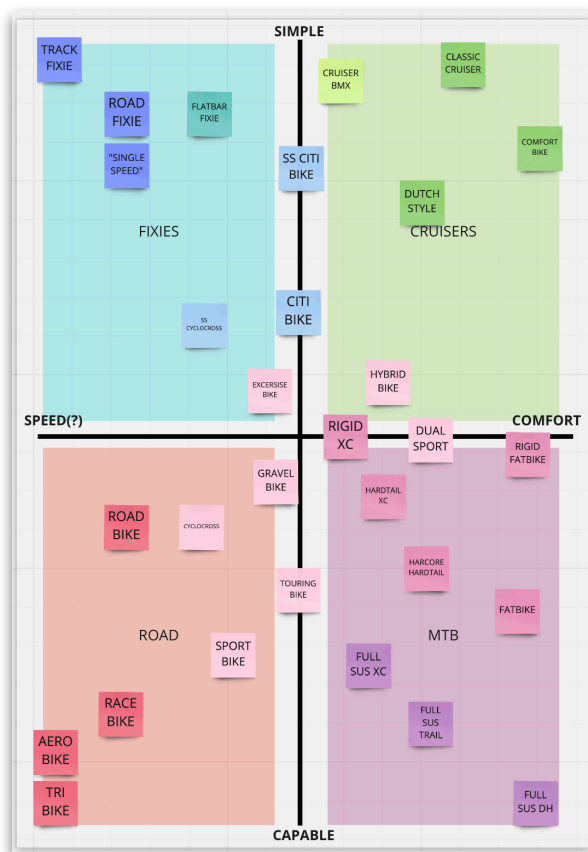 SIMPLE
TRACK
FIXIE
CLASSIC
CRUISER
CRUISER
BMX
ROAD
FIXIE
FLATBAR
FIXIE
COMFORT
BIKE
"SINGLE
SPEED"
SS CITI
BIKE
DUTCH
STYLE
FIXIES
CRUISERS
CITI
BIKE
SS
CYCLOCROSS
EXCERSISE
BIKE
HYBRID
BIKE
SPEED(?)
COMFORT
RIGID
XC
DUAL
SPORT
RIGID
FATBIKE
GRAVEL
BIKE
HARDTAIL
XC
ROAD
BIKE
CYCLOCROSS
HARCORE
HARDTAIL
TOURING
BIKE
FATBIKE
ROAD
MTB
SPORT
BIKE
FULL
SUS XC
RACE
BIKE
FULL
SUS
TRAIL
AERO
BIKE
TRI
BIKE
FULL
SUS DH
CAPABLE